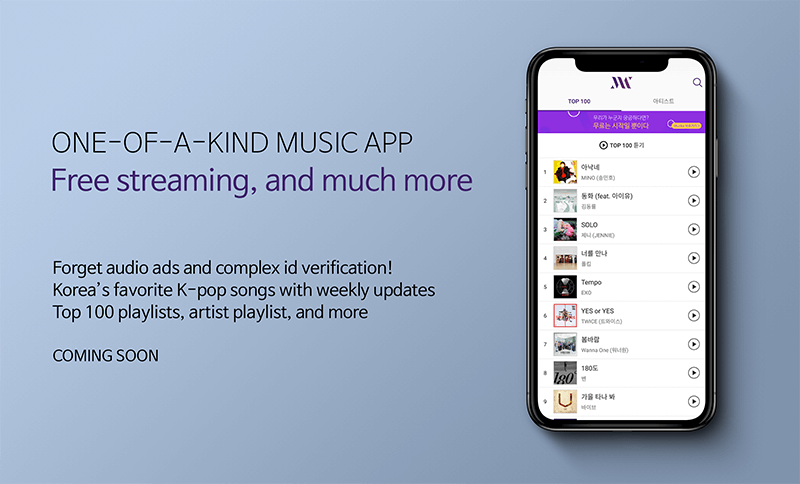 ONE-OF-A-KIND MUSIC APP
Free streaming, and much more
Forget audio ads and complex id verification!
Korea's favorite K-pop songs with weekly updates
Top 100 playlists, artist playlist, and more
COMING SOON
TOP 100
아티스트
우리가 누군지 궁금하다면?
무료는 시작일 뿐이다
TOP 100 듣기
1
아낙네
MINO (송민호)
2
동화 (feat. 아이유)
김동률
3
SOLO
제니 (JENNIE)
4
너를 만나
폴킴
5
Tempo
EXO
6
YES or YES
TWICE (트와이스)
7
봄바람
Wanna One (워너원)
8
180도
벤
9
가을 타나 봐
바이브